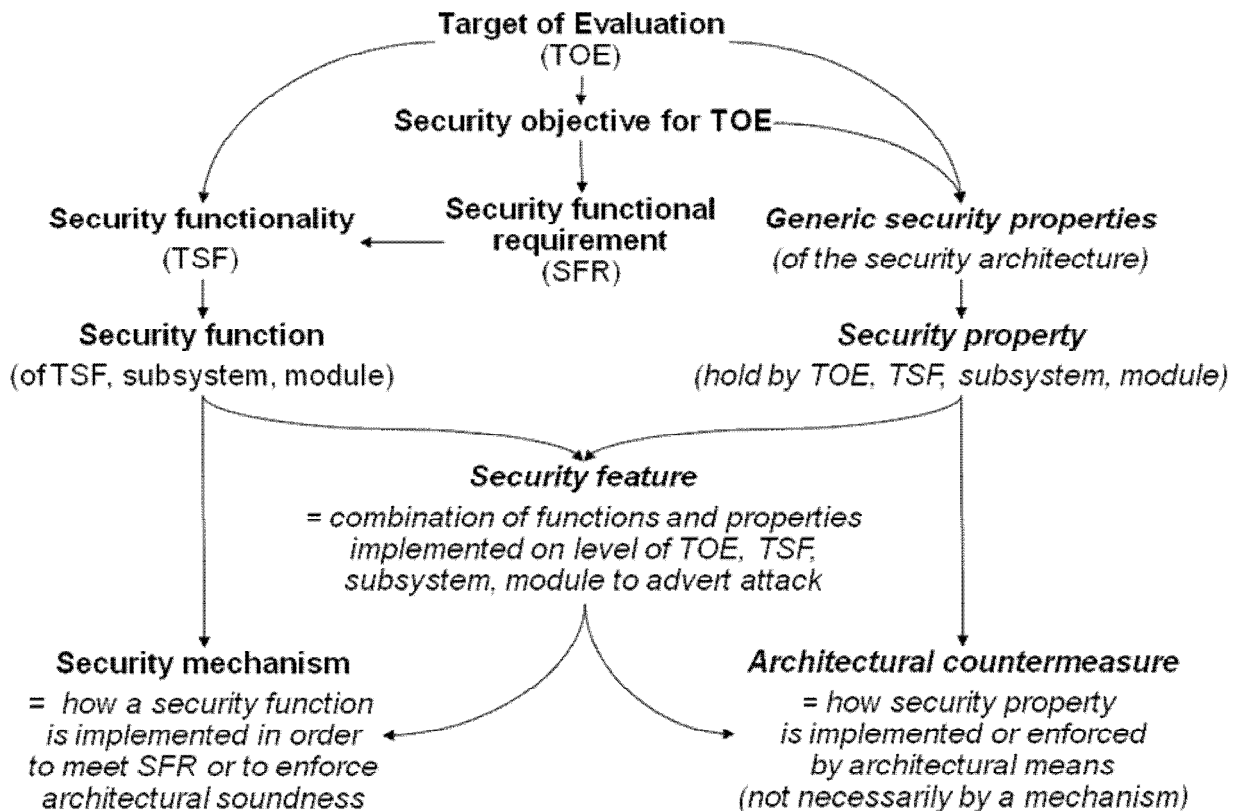 Target of Evaluation
(TOE)
Security objective for TOE
Security functionality
(TSF)
Security functional
requirement
(SFR)
Generic security properties
(of the security architecture)
Security function
(of TSF, subsystem, module)
Security property
(hold by TOE, TSF, subsystem, module)
Security feature
= combination of functions and properties
implemented on level of TOE, TSF,
subsystem, module to advert attack
Security mechanism
= how a security function
is implemented in order
to meet SFR or to enforce
architectural soundness
Architectural countermeasure
= how security property
is implemented or enforced
by architectural means
(not necessarily by a mechanism)